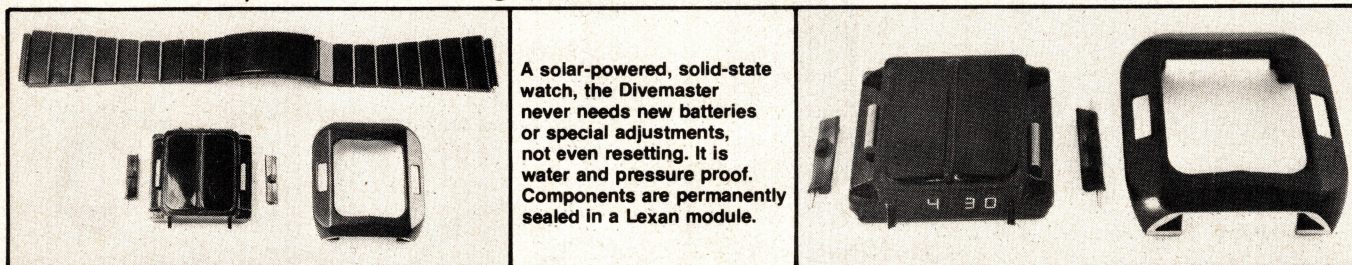 A solar-powered, solid-state
watch, the Divemaster
never needs new batteries
or special adjustments,
not even resetting. It is
water and pressure proof.
Components are permanently
sealed in a Lexan module.
4 30